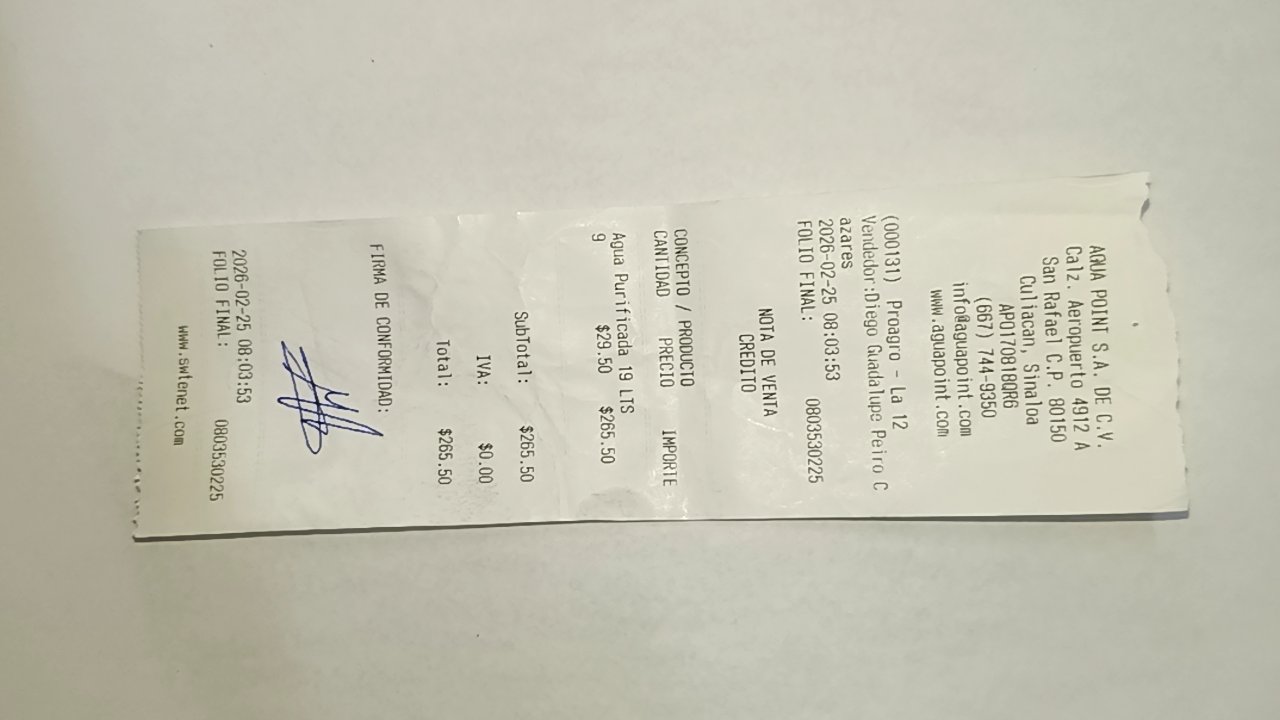 AQUA POINT S.A. DE C.V.
Calz. Aeropuerto 4912 A
San Rafael C.P. 80150
Culiacan, Sinaloa
APO170818QR6
(667) 744-9350
info@aguapoint.com
www.aguapoint.com
(000131) Proagro - La 12
Vendedor:Diego Guadalupe Peiro C
azares
2026-02-25 08:03:53
FOLIO FINAL: 0803530225
NOTA DE VENTA
CREDITO
CONCEPTO / PRODUCTO
CANTIDAD PRECIO IMPORTE
Agua Purificada 19 LTS
9 $29.50 $265.50
SubTotal: $265.50
IVA: $0.00
Total: $265.50
FIRMA DE CONFORMIDAD:
2026-02-25 08:03:53
FOLIO FINAL: 0803530225
www.swtenet.com